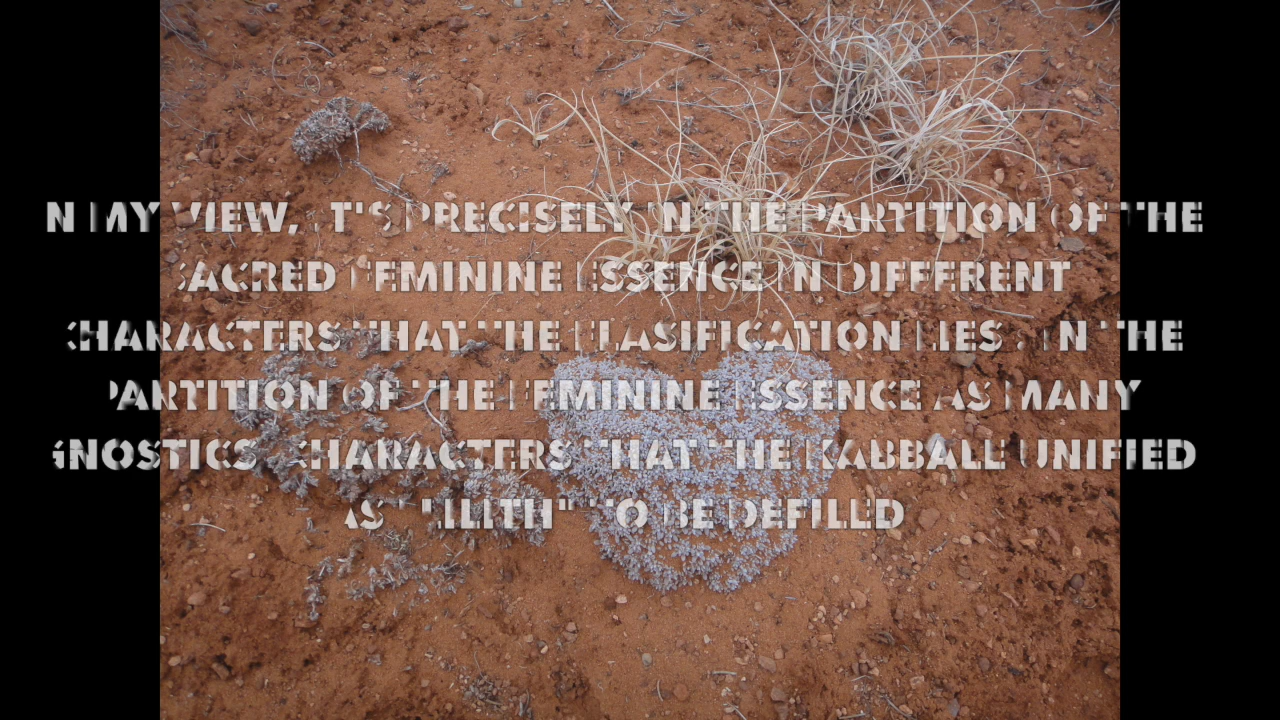 IN MY VIEW, IT'S PRECISELY IN THE PARTITION OF THE
SACRED FEMININE ESSENCE IN DIFFERENT
CHARACTERS THAT THE CLASIFICATION LIES : IN THE
PARTITION OF THE FEMININE ESSENCE AS MANY
GNOSTICS CHARACTERS THAT THE KABBALE UNIFIED
AS "LILITH" TO BE DEFILLED